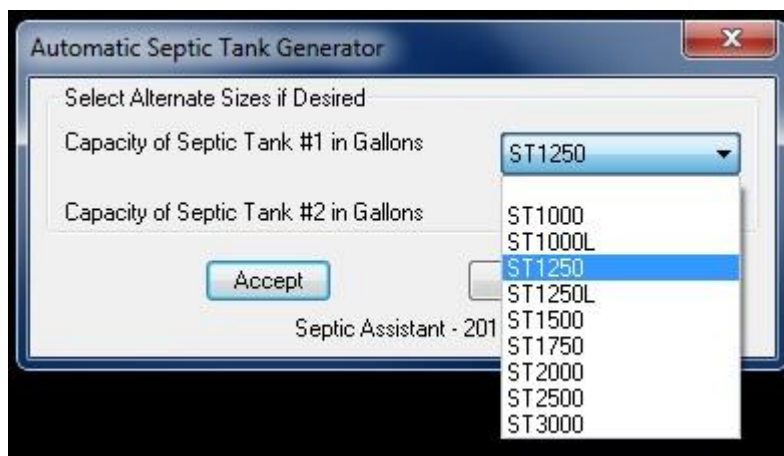 Automatic Septic Tank Generator
Select Alternate Sizes if Desired
Capacity of Septic Tank #1 in Gallons
ST1250
Capacity of Septic Tank #2 in Gallons
ST1000
ST1000L
ST1250
ST1250L
ST1500
ST1750
ST2000
ST2500
ST3000
Accept
Septic Assistant - 201